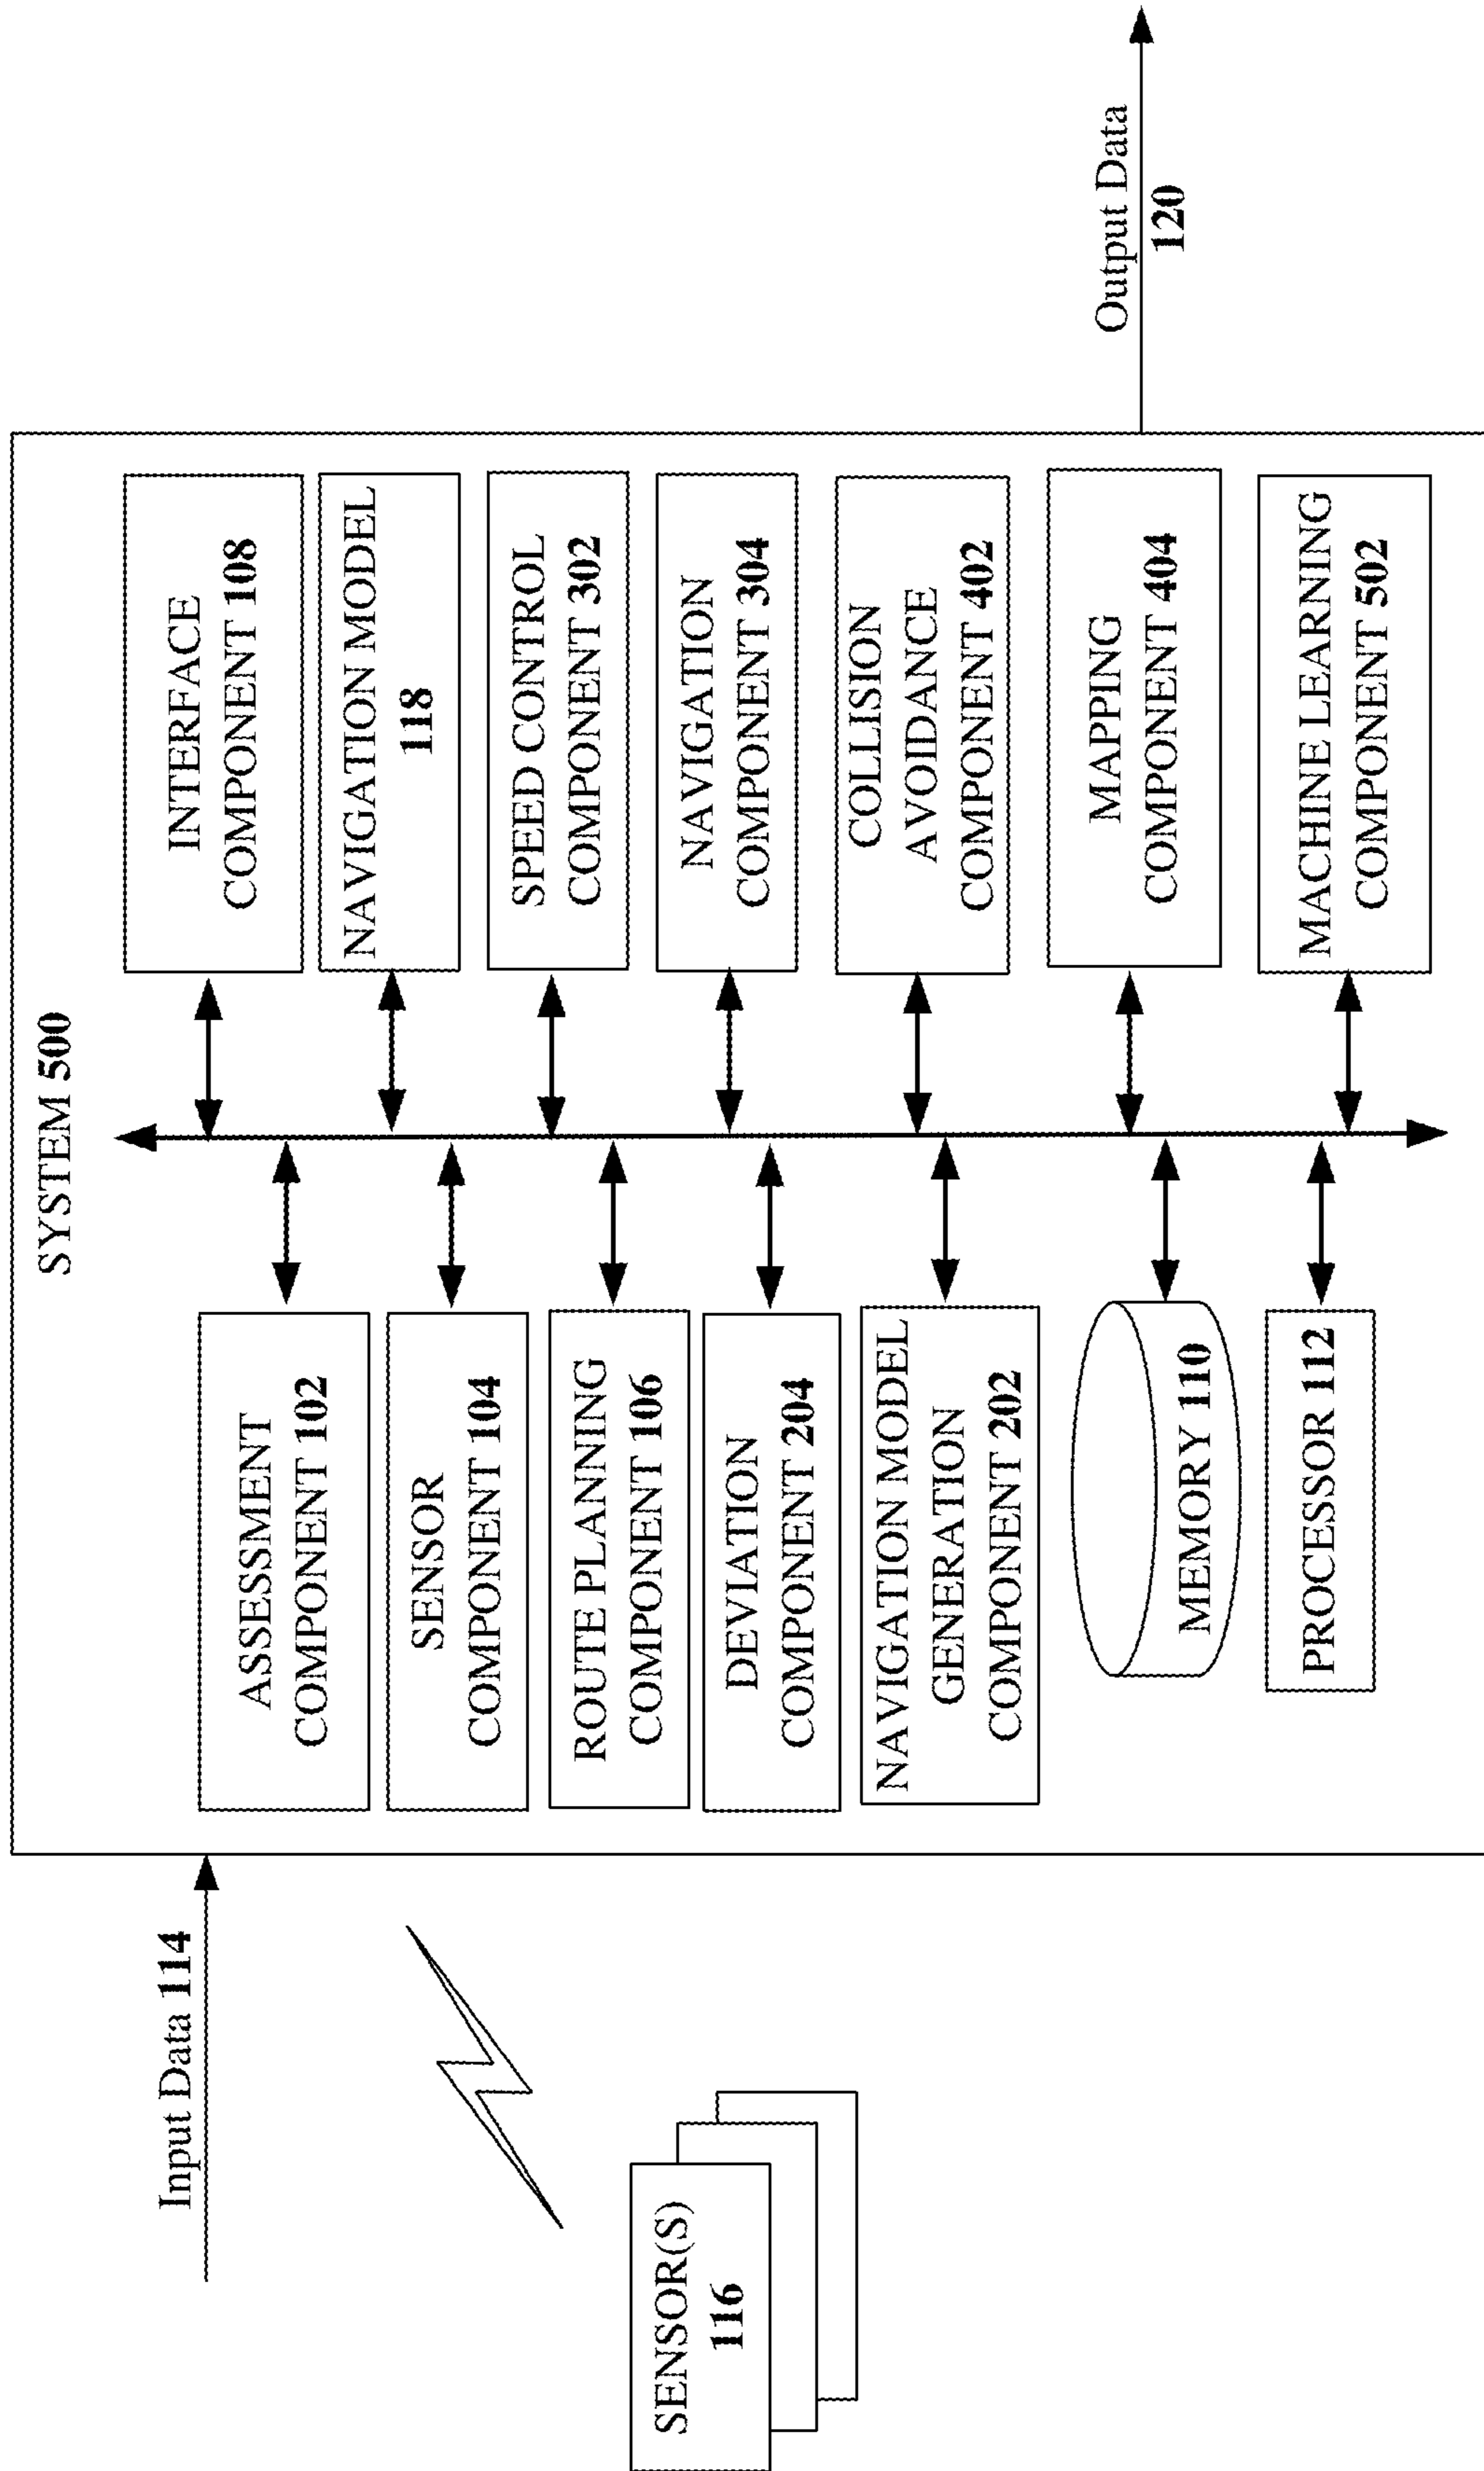 SYSTEM 500
Input Data 114
SENSOR(S)
116
ASSESSMENT
COMPONENT 102
SENSOR
COMPONENT 104
ROUTE PLANNING
COMPONENT 106
DEVIATION
COMPONENT 204
NAVIGATION MODEL
GENERATION
COMPONENT 202
MEMORY 110
PROCESSOR 112
INTERFACE
COMPONENT 108
NAVIGATION MODEL
118
SPEED CONTROL
COMPONENT 302
NAVIGATION
COMPONENT 304
COLLISION
AVOIDANCE
COMPONENT 402
MAPPING
COMPONENT 404
MACHINE LEARNING
COMPONENT 502
Output Data
120